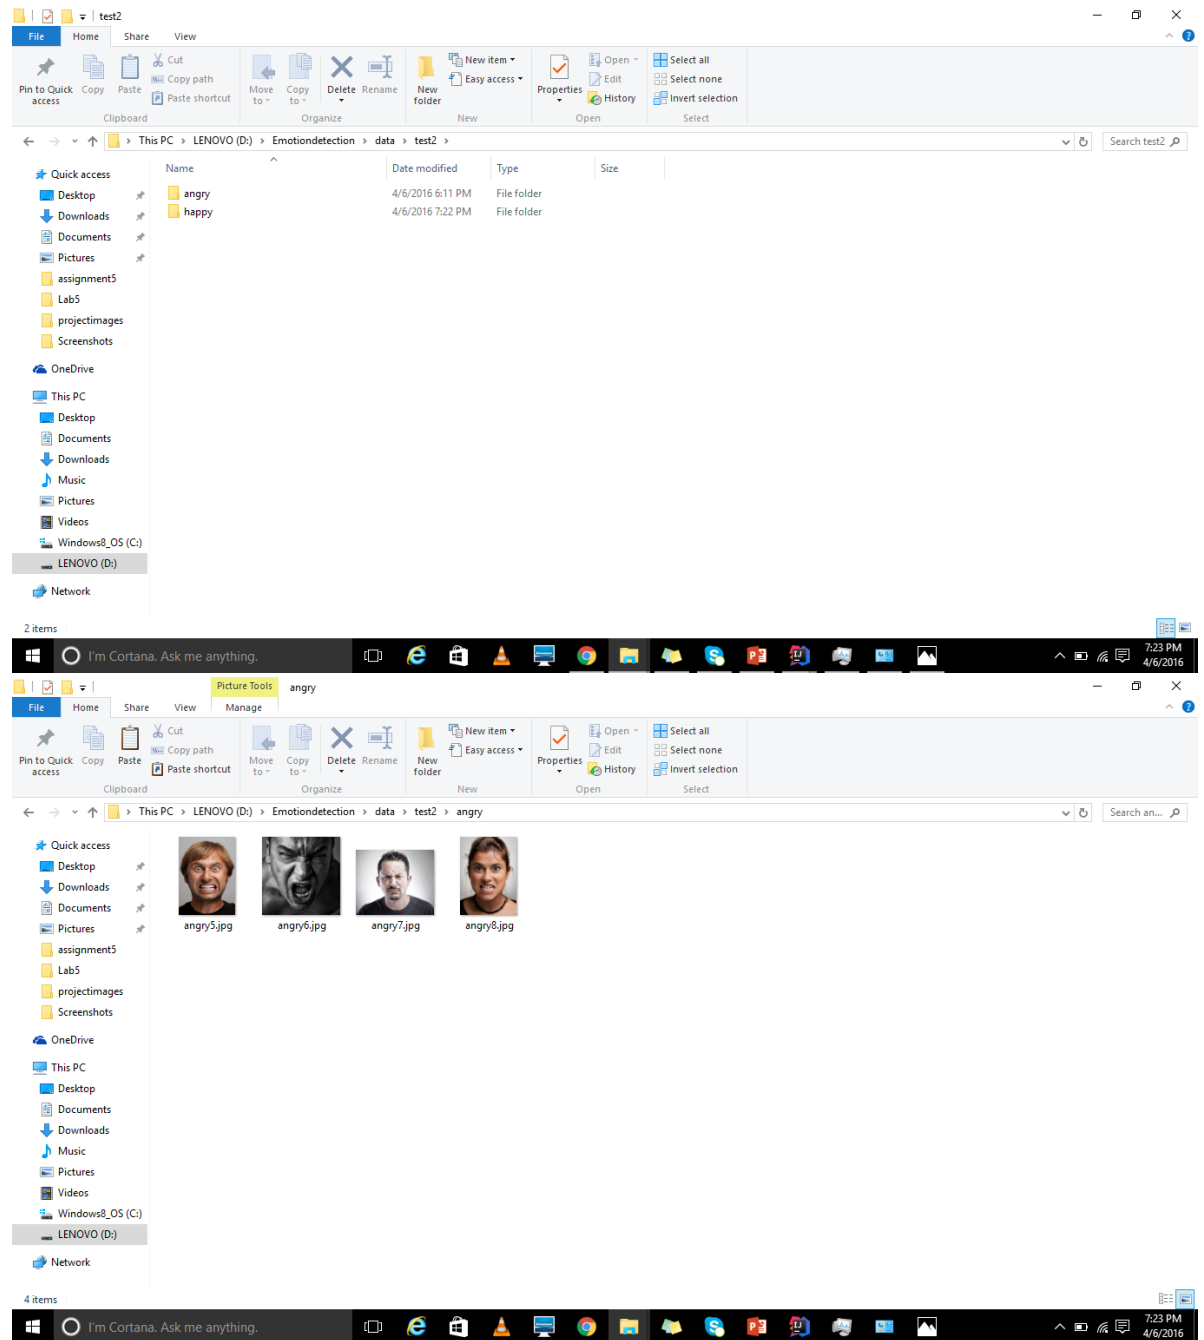 test2
File Home Share View
Pin to Quick access
Copy
Paste
Cut
Copy path
Paste shortcut
Move to
Copy to
Delete
Rename
New folder
New item
Easy access
Properties
Open
Edit
History
Select all
Select none
Invert selection
Clipboard Organize New Open Select
This PC > LENOVO (D:) > Emotiondetection > data > test2 >
Search test2
Name Date modified Type Size
angry 4/6/2016 6:11 PM File folder
happy 4/6/2016 7:22 PM File folder
Quick access
Desktop
Downloads
Documents
Pictures
assignment5
Lab5
projectimages
Screenshots
OneDrive
This PC
Desktop
Documents
Downloads
Music
Pictures
Videos
Windows8_OS (C:)
LENOVO (D:)
Network
2 items
I'm Cortana. Ask me anything.
7:23 PM
4/6/2016
Picture Tools angry
File Home Share View Manage
Pin to Quick access
Copy
Paste
Cut
Copy path
Paste shortcut
Move to
Copy to
Delete
Rename
New folder
New item
Easy access
Properties
Open
Edit
History
Select all
Select none
Invert selection
Clipboard Organize New Open Select
This PC > LENOVO (D:) > Emotiondetection > data > test2 > angry
Search an...
angry5.jpg angry6.jpg angry7.jpg angry8.jpg
Quick access
Desktop
Downloads
Documents
Pictures
assignment5
Lab5
projectimages
Screenshots
OneDrive
This PC
Desktop
Documents
Downloads
Music
Pictures
Videos
Windows8_OS (C:)
LENOVO (D:)
Network
4 items
I'm Cortana. Ask me anything.
7:23 PM
4/6/2016